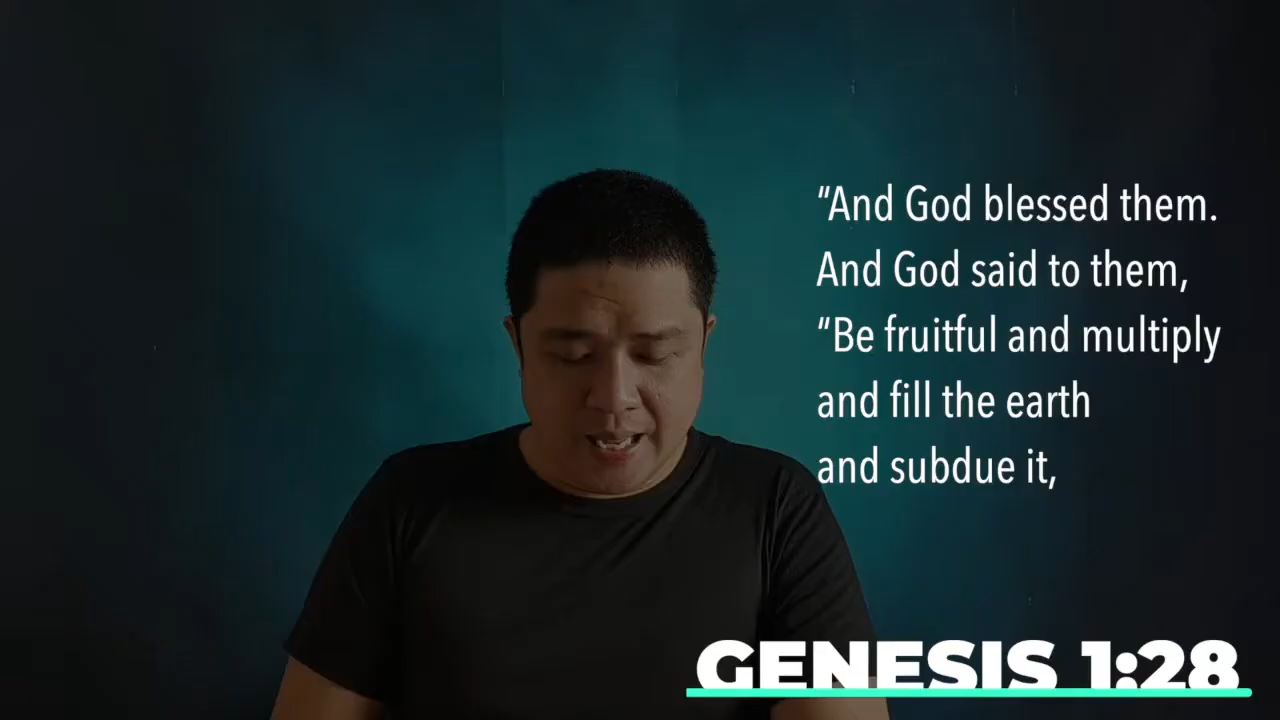 “And God blessed them.
And God said to them,
“Be fruitful and multiply
and fill the earth
and subdue it,
GENESIS 1:28